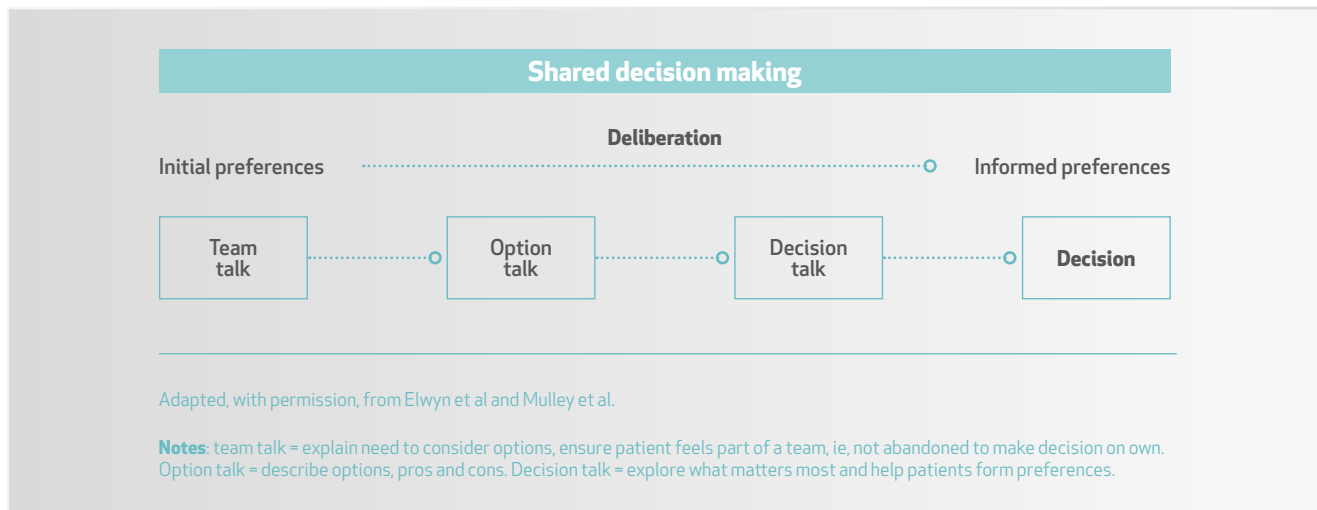 Shared decision making
Deliberation
Initial preferences
Informed preferences
Team
talk
Option
talk
Decision
talk
Decision
Adapted, with permission, from Elwyn et al and Mulley et al.
Notes: team talk = explain need to consider options, ensure patient feels part of a team, ie, not abandoned to make decision on own.
Option talk = describe options, pros and cons. Decision talk = explore what matters most and help patients form preferences.